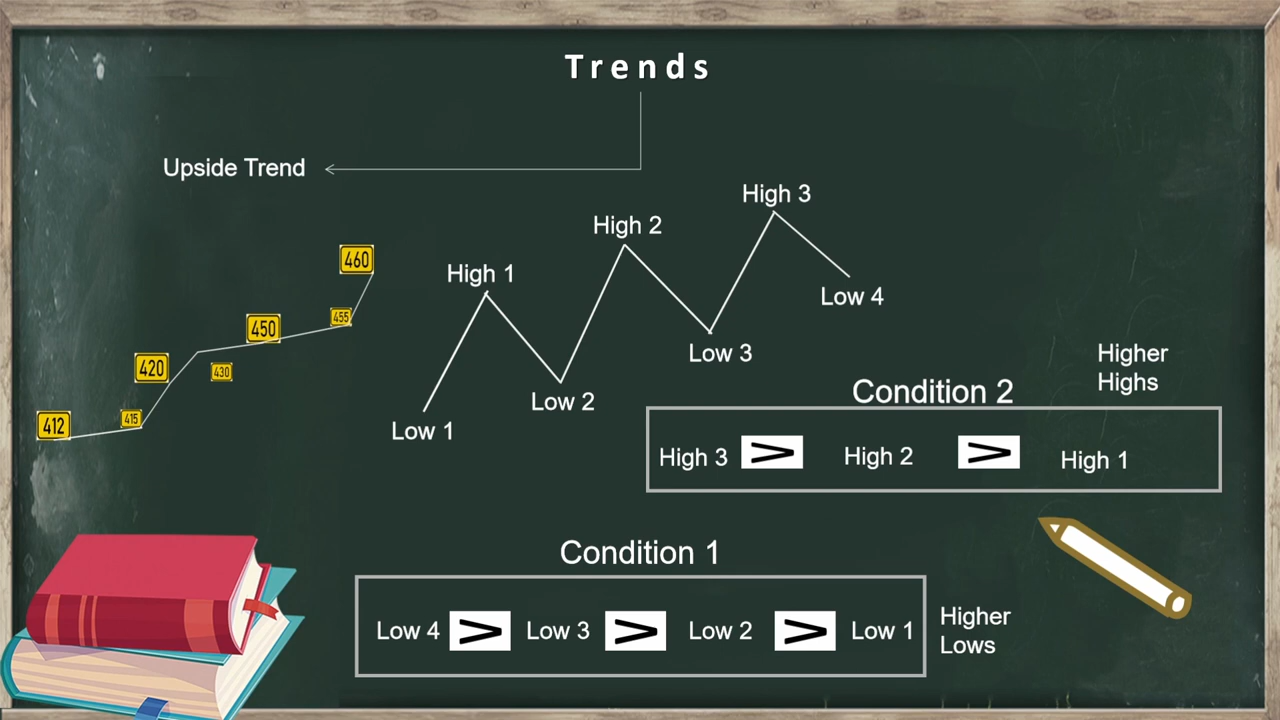 Trends
Upside Trend
High 3
High 2
High 1
460
455
450
430
420
415
412
Low 4
Low 3
Low 2
Low 1
Higher
Highs
Condition 2
High 3 > High 2 > High 1
Condition 1
Low 4 > Low 3 > Low 2 > Low 1
Higher
Lows